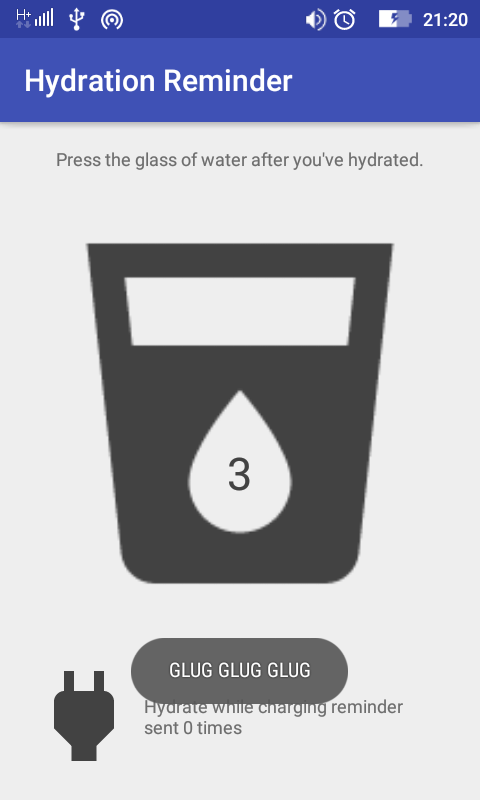 H+ 21:20
Hydration Reminder
Press the glass of water after you've hydrated.
3
GLUG GLUG GLUG
Hydrate while charging reminder
sent 0 times